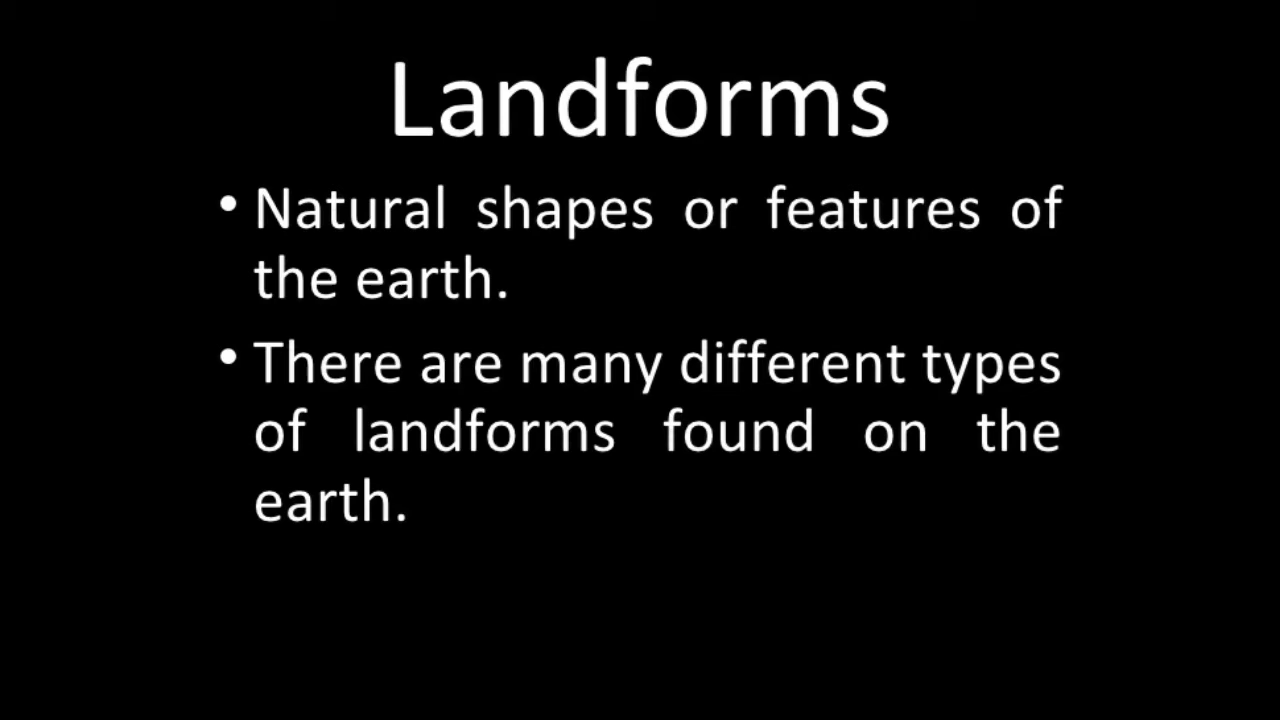 Landforms
• Natural shapes or features of
the earth.
• There are many different types
of landforms found on the
earth.